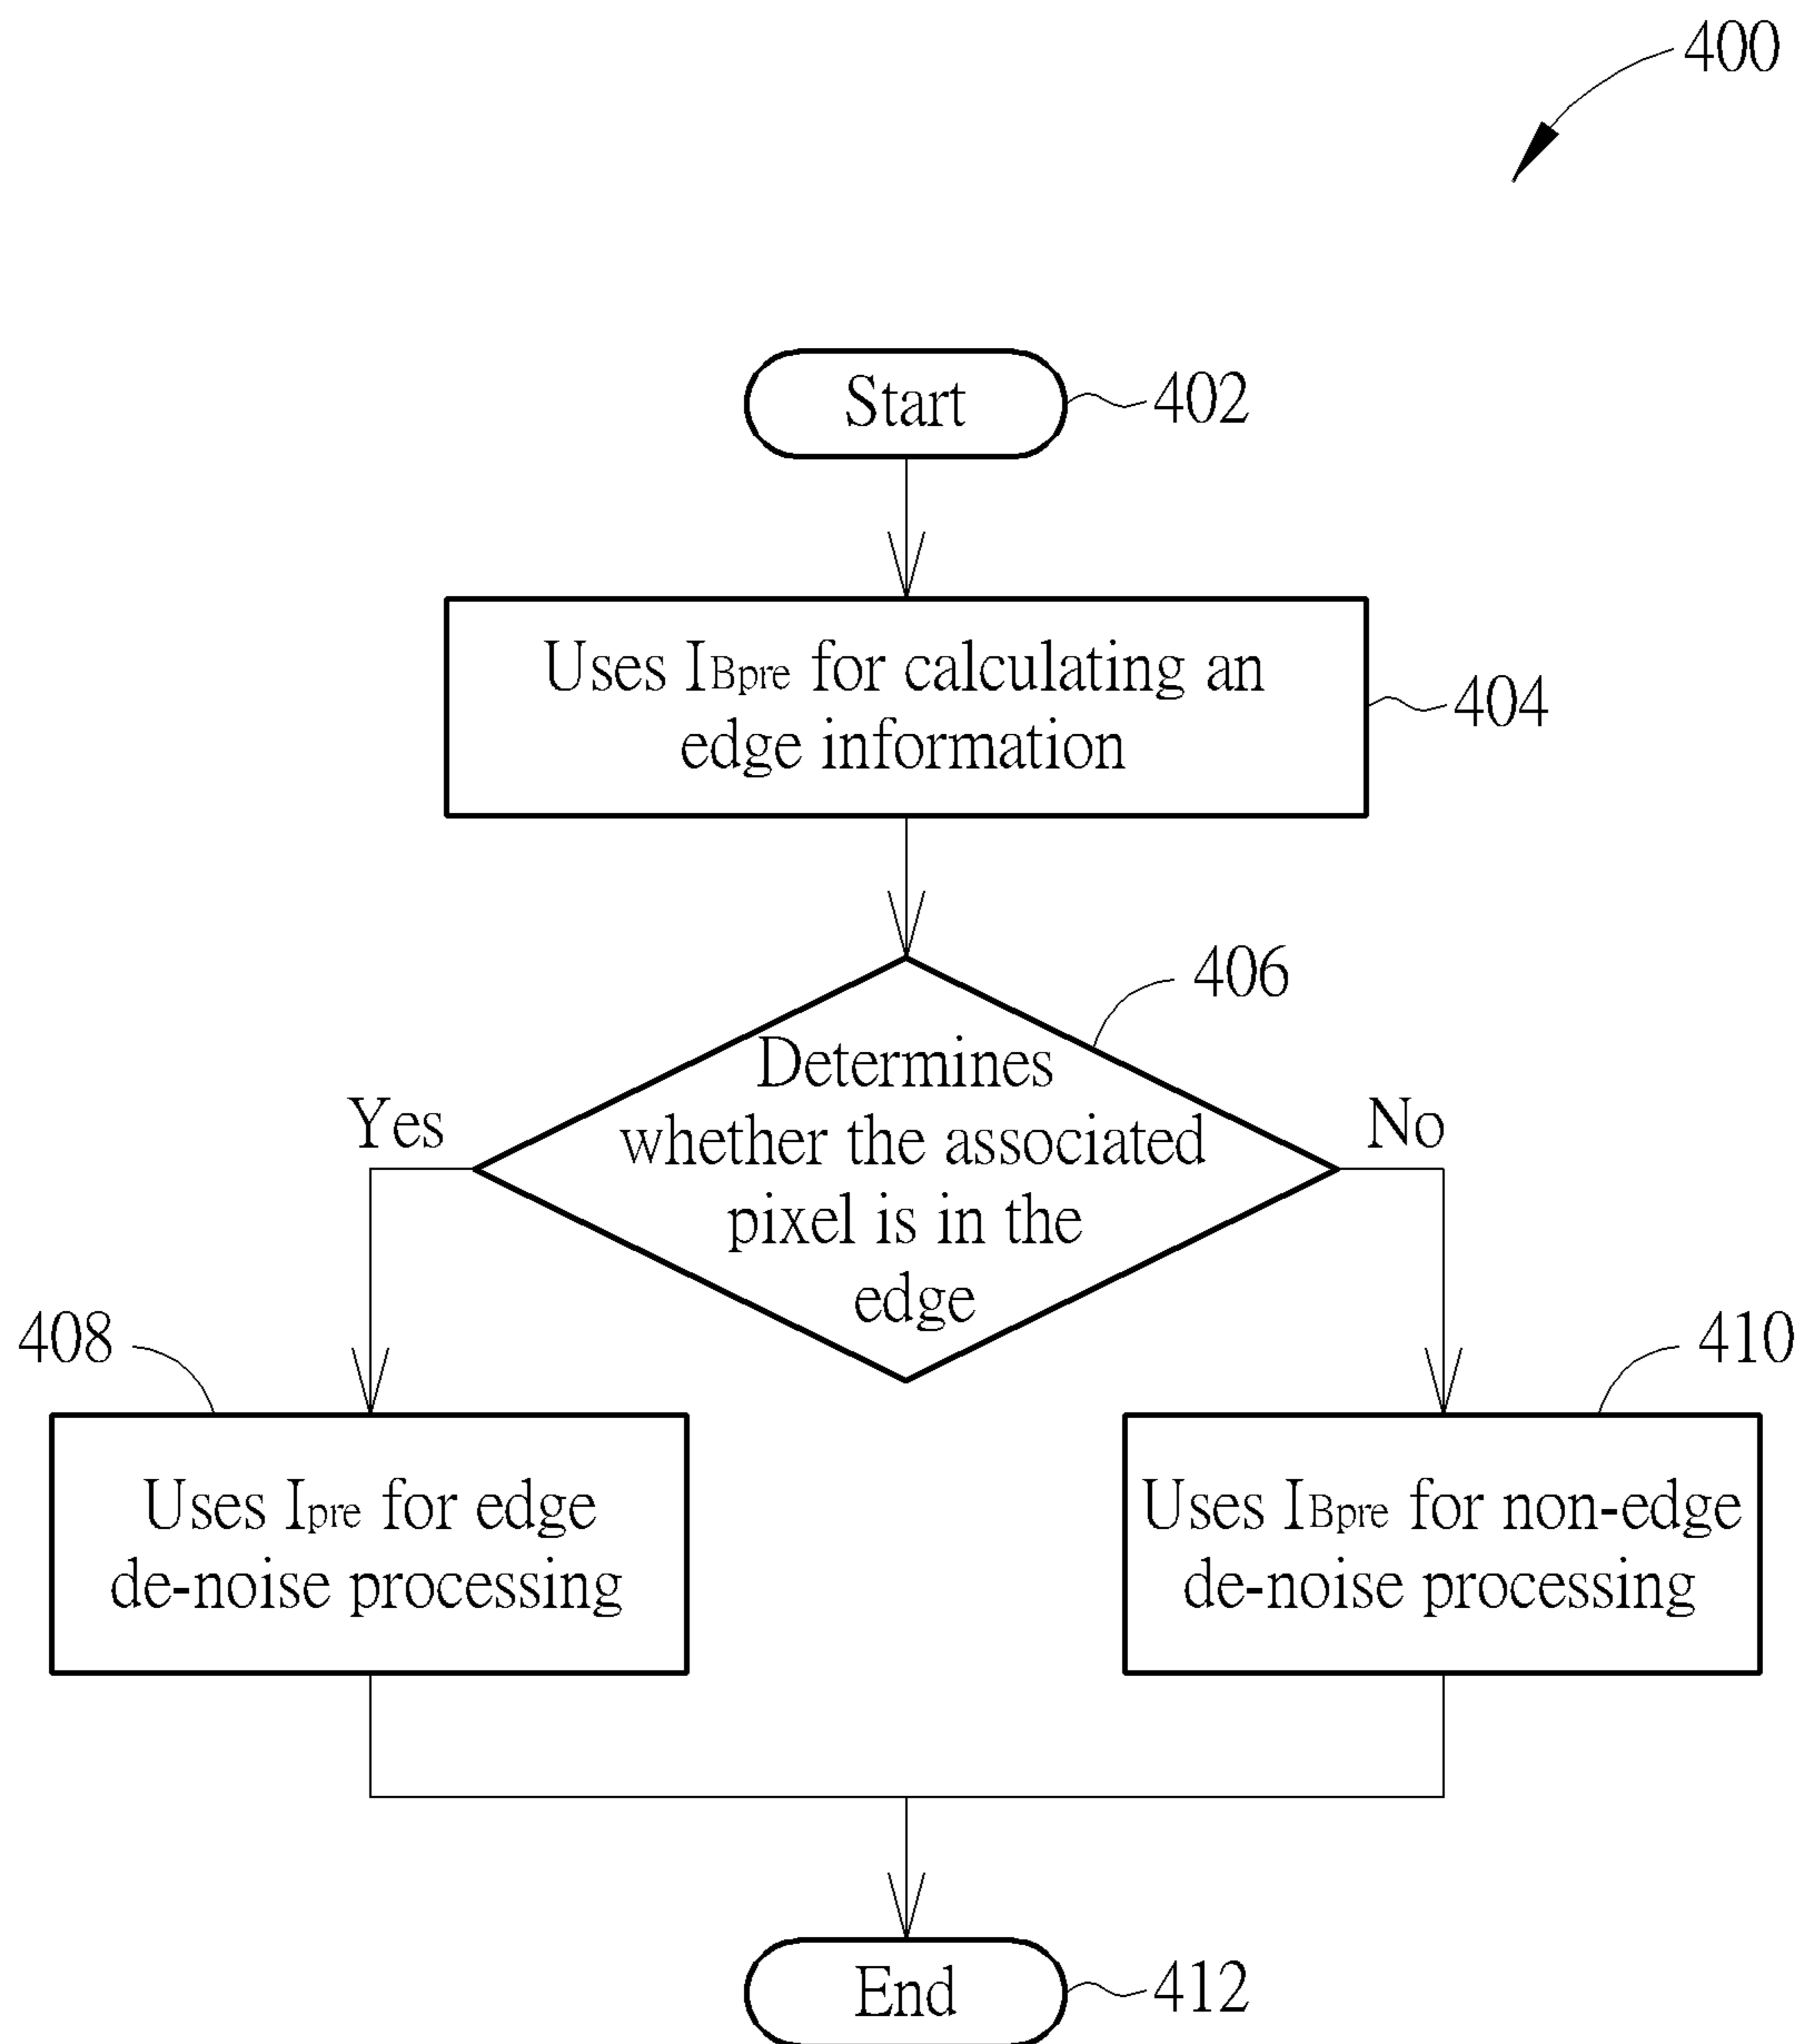 400
Start
402
Uses IBpre for calculating an
edge information
404
406
Determines
whether the associated
pixel is in the
edge
Yes
No
408
410
Uses Ipre for edge
de-noise processing
Uses IBpre for non-edge
de-noise processing
End
412